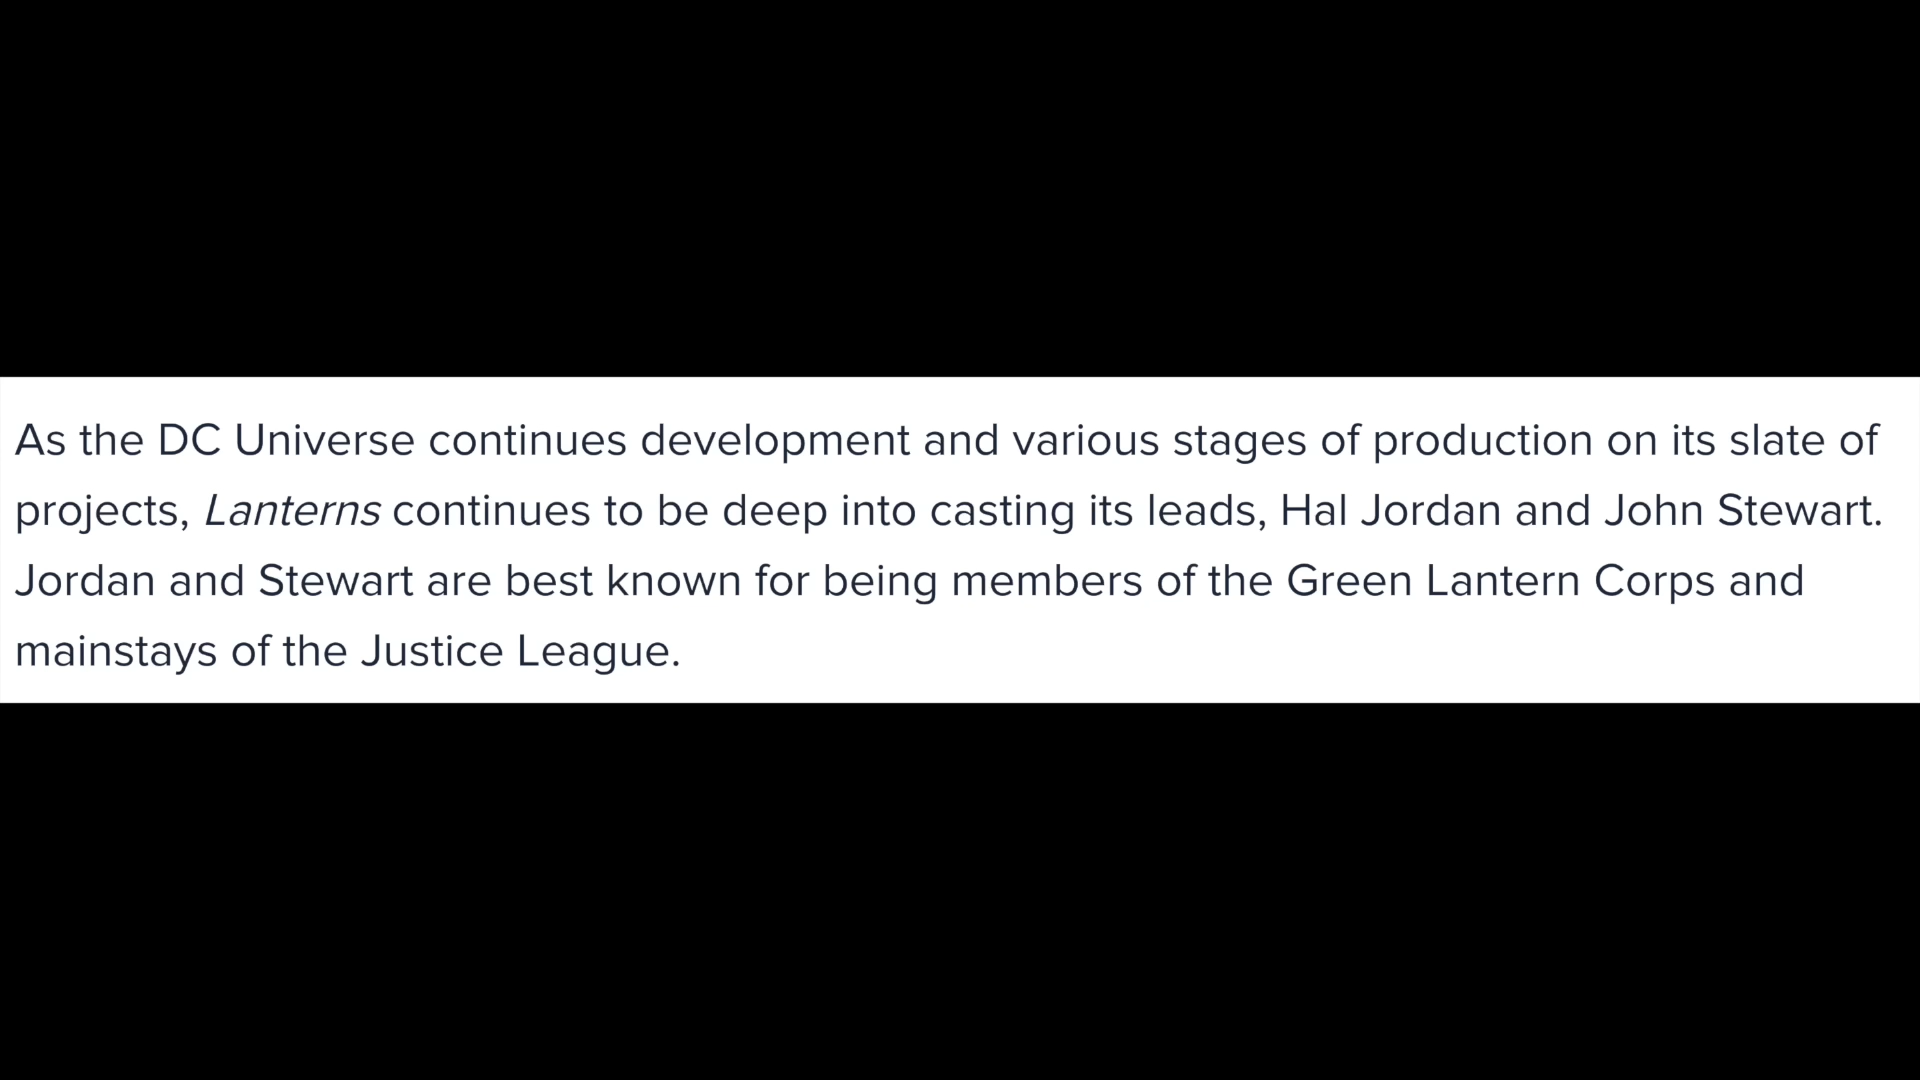 As the DC Universe continues development and various stages of production on its slate of
projects, Lanterns continues to be deep into casting its leads, Hal Jordan and John Stewart.
Jordan and Stewart are best known for being members of the Green Lantern Corps and
mainstays of the Justice League.